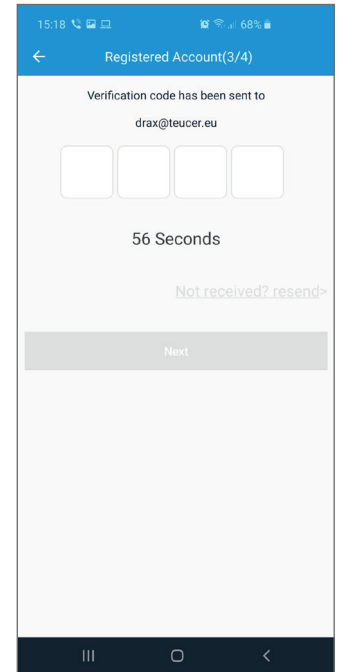 15:18 68%
Registered Account(3/4)
Verification code has been sent to
drax@teucer.eu
56 Seconds
Not received? resend>
Next